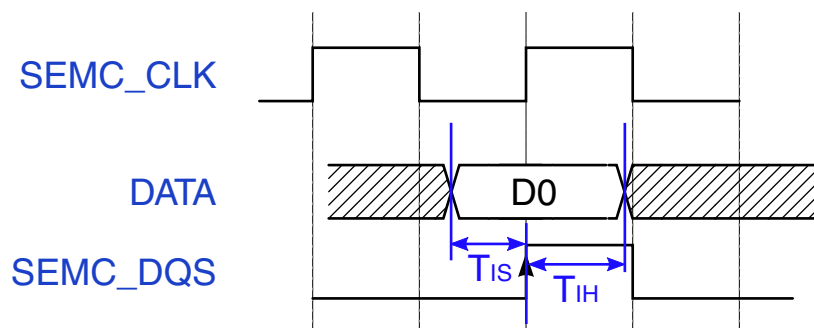 SEMC_CLK
DATA
D0
SEMC_DQS
TIS
TIH